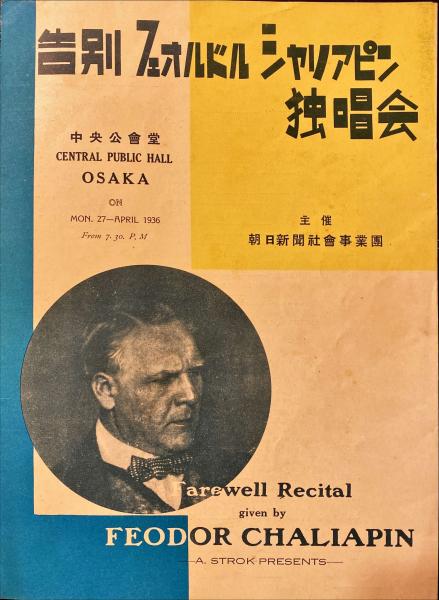 告別 フェオルドル シャリアピン
独唱会
中央公會堂
CENTRAL PUBLIC HALL
OSAKA
ON
MON. 27—APRIL 1936
From 7.30. P.M
主催
朝日新聞社會事業團
Farewell Recital
given by
FEODOR CHALIAPIN
—A. STROK PRESENTS—